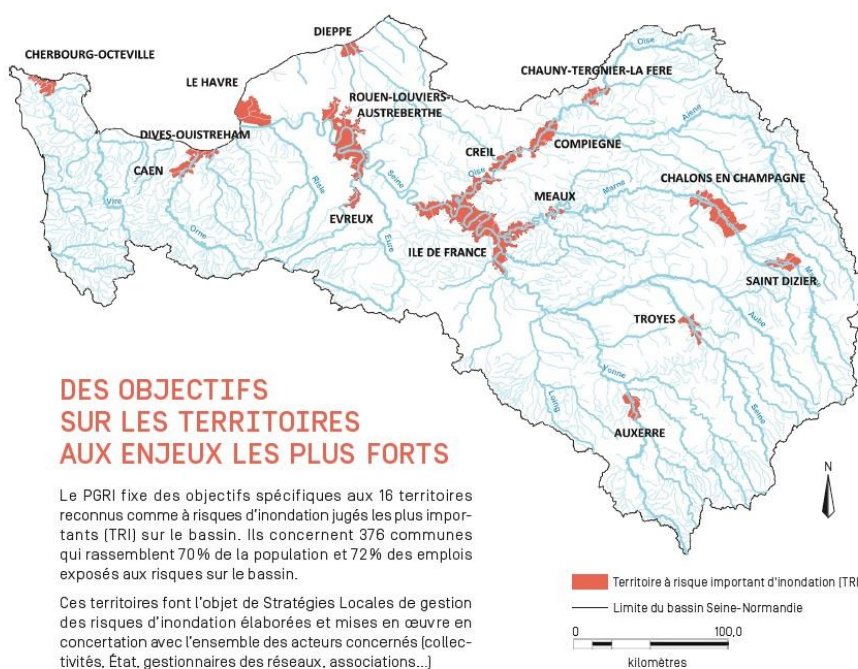 DIEPPE
CHERBOURG-OCTEVILLE
Oise
CHAUNY-TERGNIER-LA FERE
LE HAVRE
ROUEN-LOUVIERS-
AUSTREBERTHE
Aisne
DIVES-OUISTREHAM
CREIL
COMPIEGNE
CAEN
Oise
CHALONS EN CHAMPAGNE
Seine
MEAUX
Marne
Risle
Vire
EVREUX
Orne
Eure
ILE DE FRANCE
Marne
SAINT DIZIER
TROYES
Aube
Yonne
Seine
Loing
AUXERRE
DES OBJECTIFS
SUR LES TERRITOIRES
AUX ENJEUX LES PLUS FORTS
Le PGRI fixe des objectifs spécifiques aux 16 territoires
reconnus comme à risques d'inondation jugés les plus impor-
tants (TRI) sur le bassin. Ils concernent 376 communes
qui rassemblent 70% de la population et 72% des emplois
exposés aux risques sur le bassin.
Ces territoires font l'objet de Stratégies Locales de gestion
des risques d'inondation élaborées et mises en œuvre en
concertation avec l'ensemble des acteurs concernés (collec-
tivités, État, gestionnaires des réseaux, associations...)
N
Territoire à risque important d'inondation (TRI
Limite du bassin Seine-Normandie
0 100,0
kilomètres